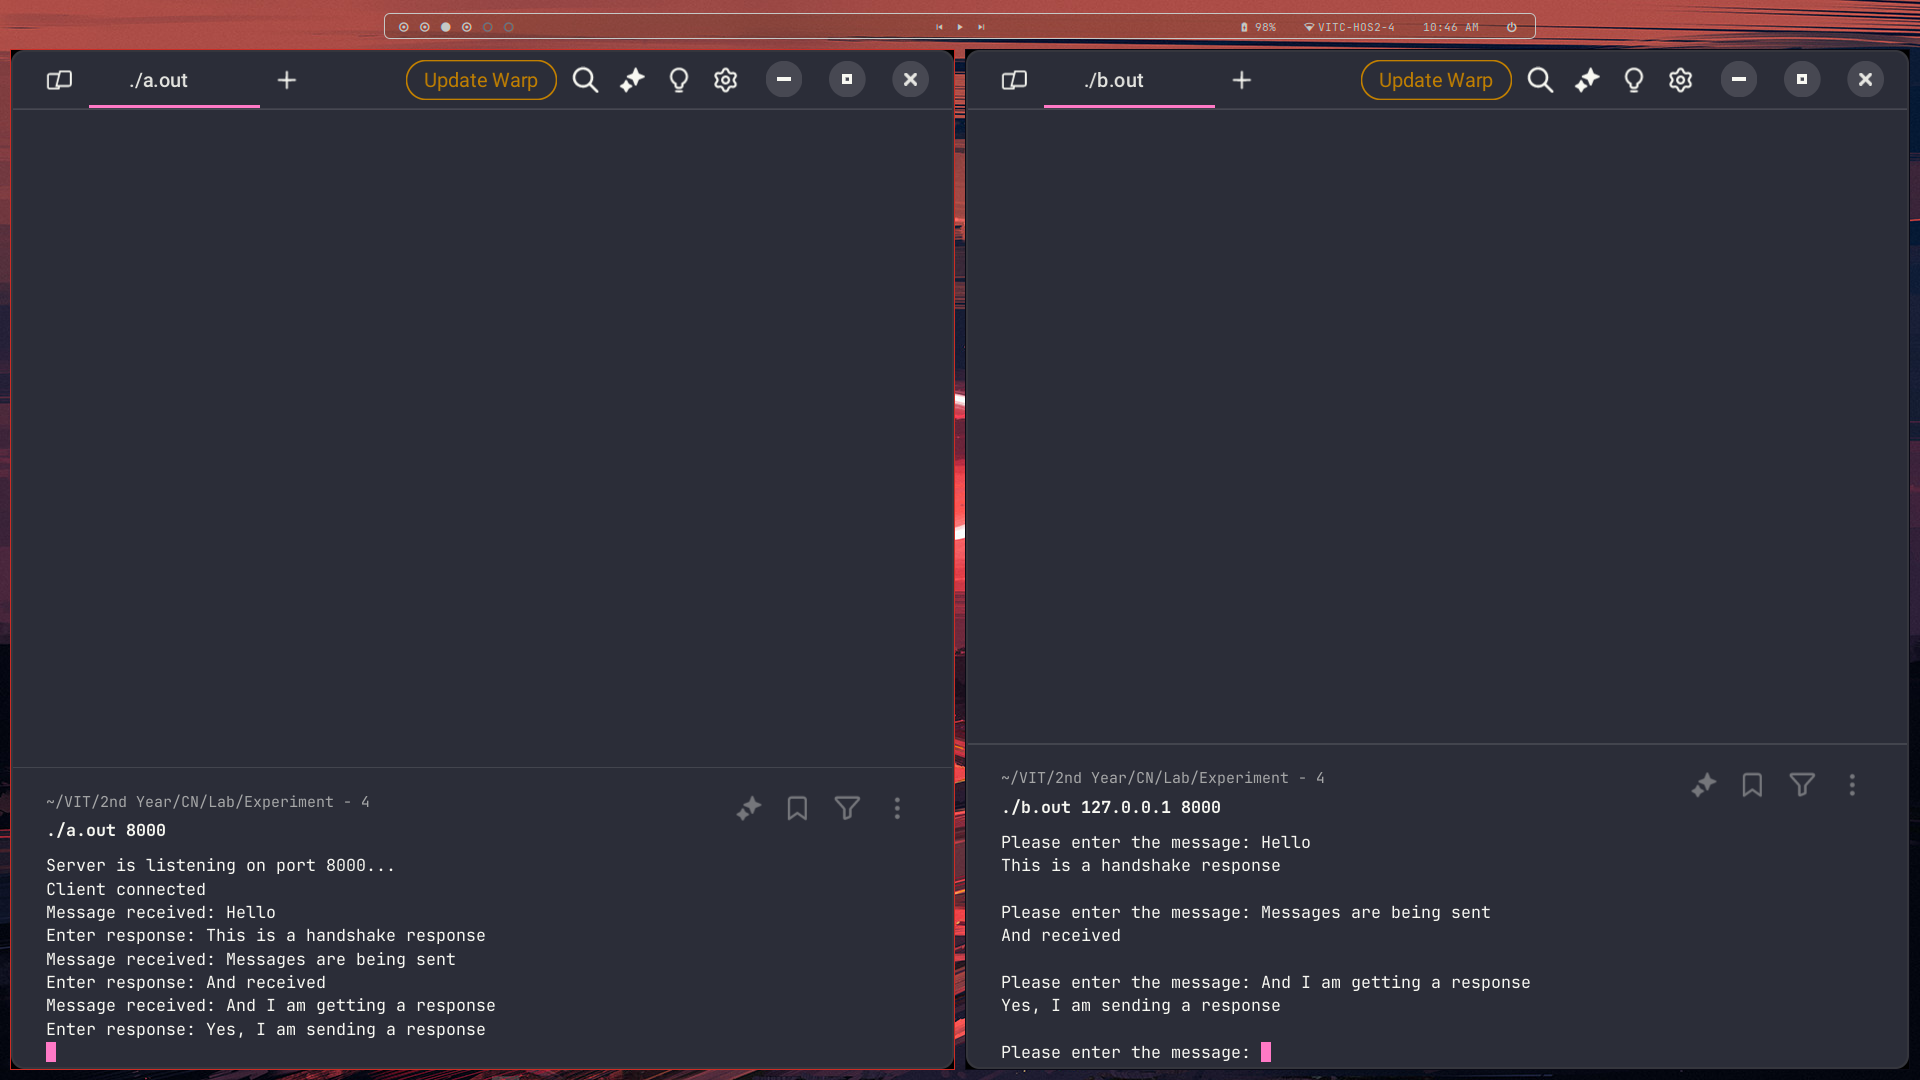 98%
VITC-HOS2-4
10:46 AM
./a.out
Update Warp
~/VIT/2nd Year/CN/Lab/Experiment - 4
./a.out 8000
Server is listening on port 8000...
Client connected
Message received: Hello
Enter response: This is a handshake response
Message received: Messages are being sent
Enter response: And received
Message received: And I am getting a response
Enter response: Yes, I am sending a response
./b.out
Update Warp
~/VIT/2nd Year/CN/Lab/Experiment - 4
./b.out 127.0.0.1 8000
Please enter the message: Hello
This is a handshake response
Please enter the message: Messages are being sent
And received
Please enter the message: And I am getting a response
Yes, I am sending a response
Please enter the message: